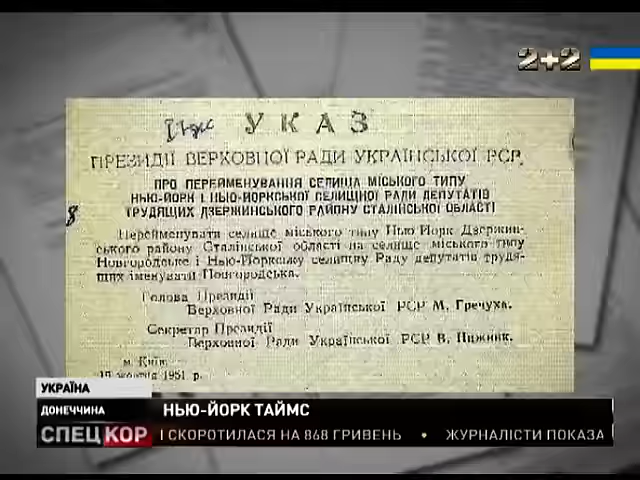 2+2
УКАЗ
ПРЕЗИДІЇ ВЕРХОВНОЇ РАДИ УКРАЇНСЬКОЇ РСР
ПРО ПЕРЕЙМЕНУВАННЯ СЕЛИЩА МІСЬКОГО ТИПУ
НЬЮ-ЙОРК І НЬЮ-ЙОРКСЬКОЇ СЕЛИЩНОЇ РАДИ ДЕПУТАТІВ
ТРУДЯЩИХ ДЗЕРЖИНСЬКОГО РАЙОНУ СТАЛІНСЬКОЇ ОБЛАСТІ
8
Перейменувати селище міського типу Нью-Йорк Дзержин-
ського району Сталінської області на селище міського типу
Новгородське і Нью-Йоркську селищну Раду депутатів трудя-
щих іменувати Новгородська.
Голова Президії
Верховної Ради Української РСР М. Гречуха.
Секретар Президії
Верховної Ради Української РСР В. Нижник.
м. Київ.
жовтня 1951 р.
УКРАЇНА
ДОНЕЧЧИНА
НЬЮ-ЙОРК ТАЙМС
СПЕЦКОР
І СКОРОТИЛАСЯ НА 868 ГРИВЕНЬ • ЖУРНАЛІСТИ ПОКАЗА